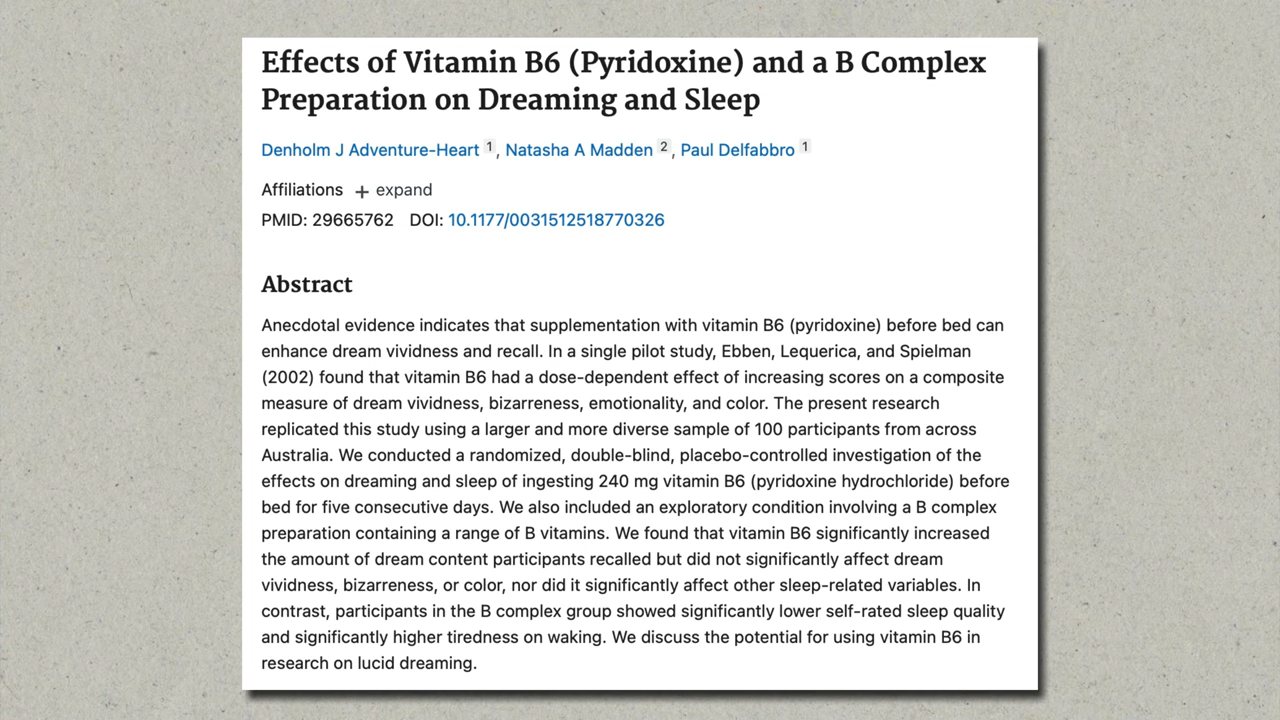 Effects of Vitamin B6 (Pyridoxine) and a B Complex
Preparation on Dreaming and Sleep
Denholm J Adventure-Heart 1, Natasha A Madden 2, Paul Delfabbro 1
Affiliations + expand
PMID: 29665762 DOI: 10.1177/0031512518770326
Abstract
Anecdotal evidence indicates that supplementation with vitamin B6 (pyridoxine) before bed can
enhance dream vividness and recall. In a single pilot study, Ebben, Lequerica, and Spielman
(2002) found that vitamin B6 had a dose-dependent effect of increasing scores on a composite
measure of dream vividness, bizarreness, emotionality, and color. The present research
replicated this study using a larger and more diverse sample of 100 participants from across
Australia. We conducted a randomized, double-blind, placebo-controlled investigation of the
effects on dreaming and sleep of ingesting 240 mg vitamin B6 (pyridoxine hydrochloride) before
bed for five consecutive days. We also included an exploratory condition involving a B complex
preparation containing a range of B vitamins. We found that vitamin B6 significantly increased
the amount of dream content participants recalled but did not significantly affect dream
vividness, bizarreness, or color, nor did it significantly affect other sleep-related variables. In
contrast, participants in the B complex group showed significantly lower self-rated sleep quality
and significantly higher tiredness on waking. We discuss the potential for using vitamin B6 in
research on lucid dreaming.